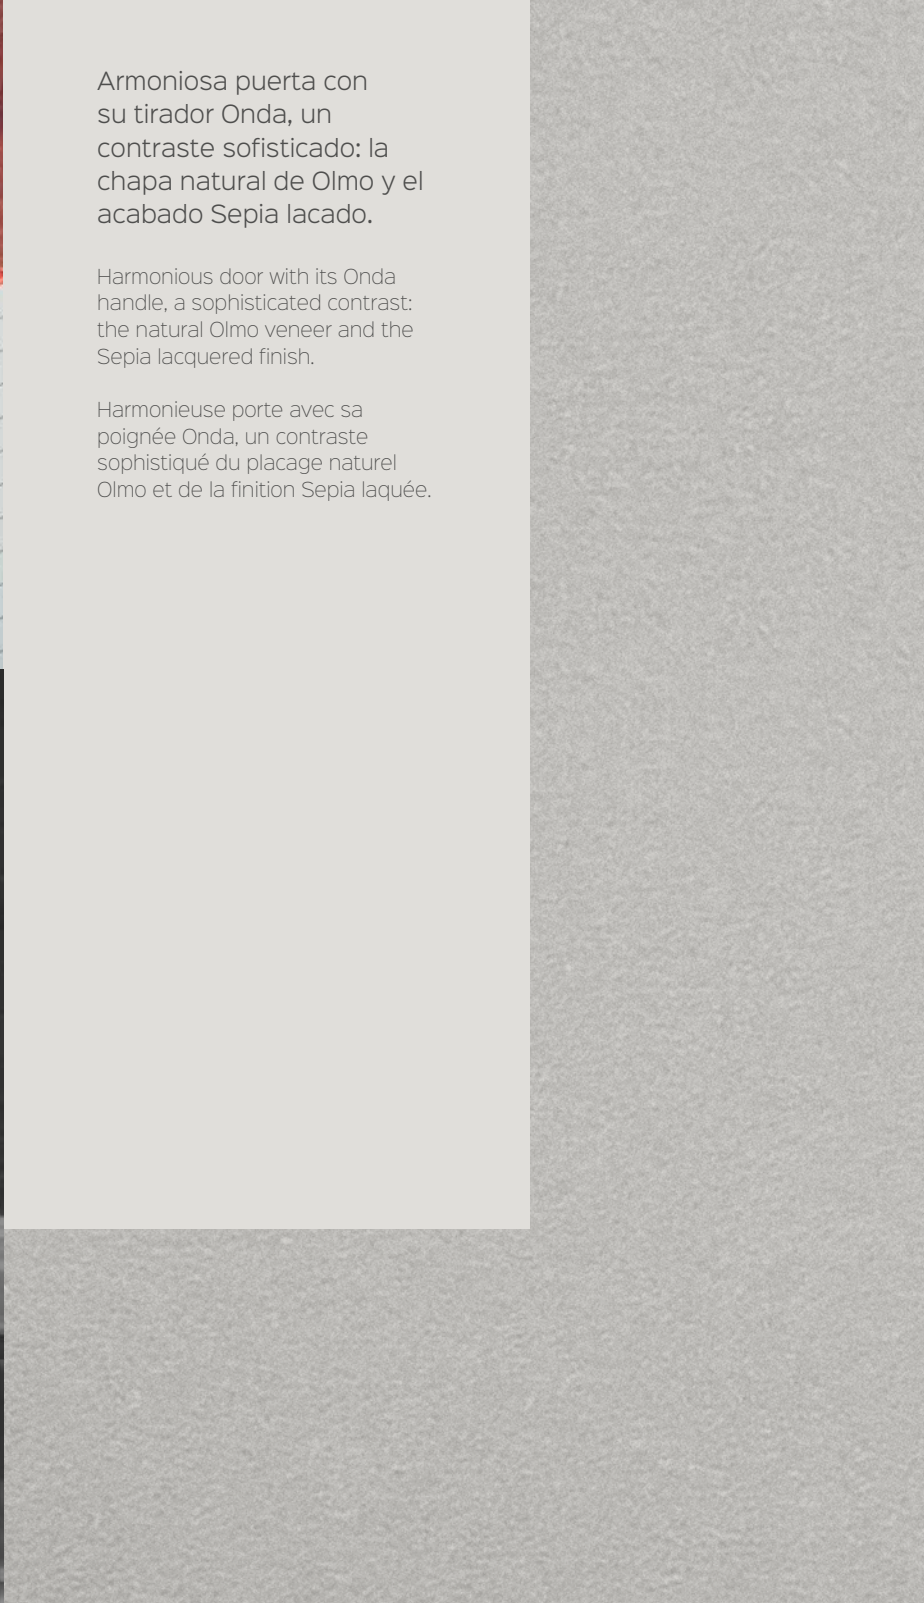 Armoniosa puerta con
su tirador Onda, un
contraste sofisticado: la
chapa natural de Olmo y el
acabado Sepia lacado.
Harmonious door with its Onda
handle, a sophisticated contrast:
the natural Olmo veneer and the
Sepia lacquered finish.
Harmonieuse porte avec sa
poignée Onda, un contraste
sophistiqué du placage naturel
Olmo et de la finition Sepia laquée.